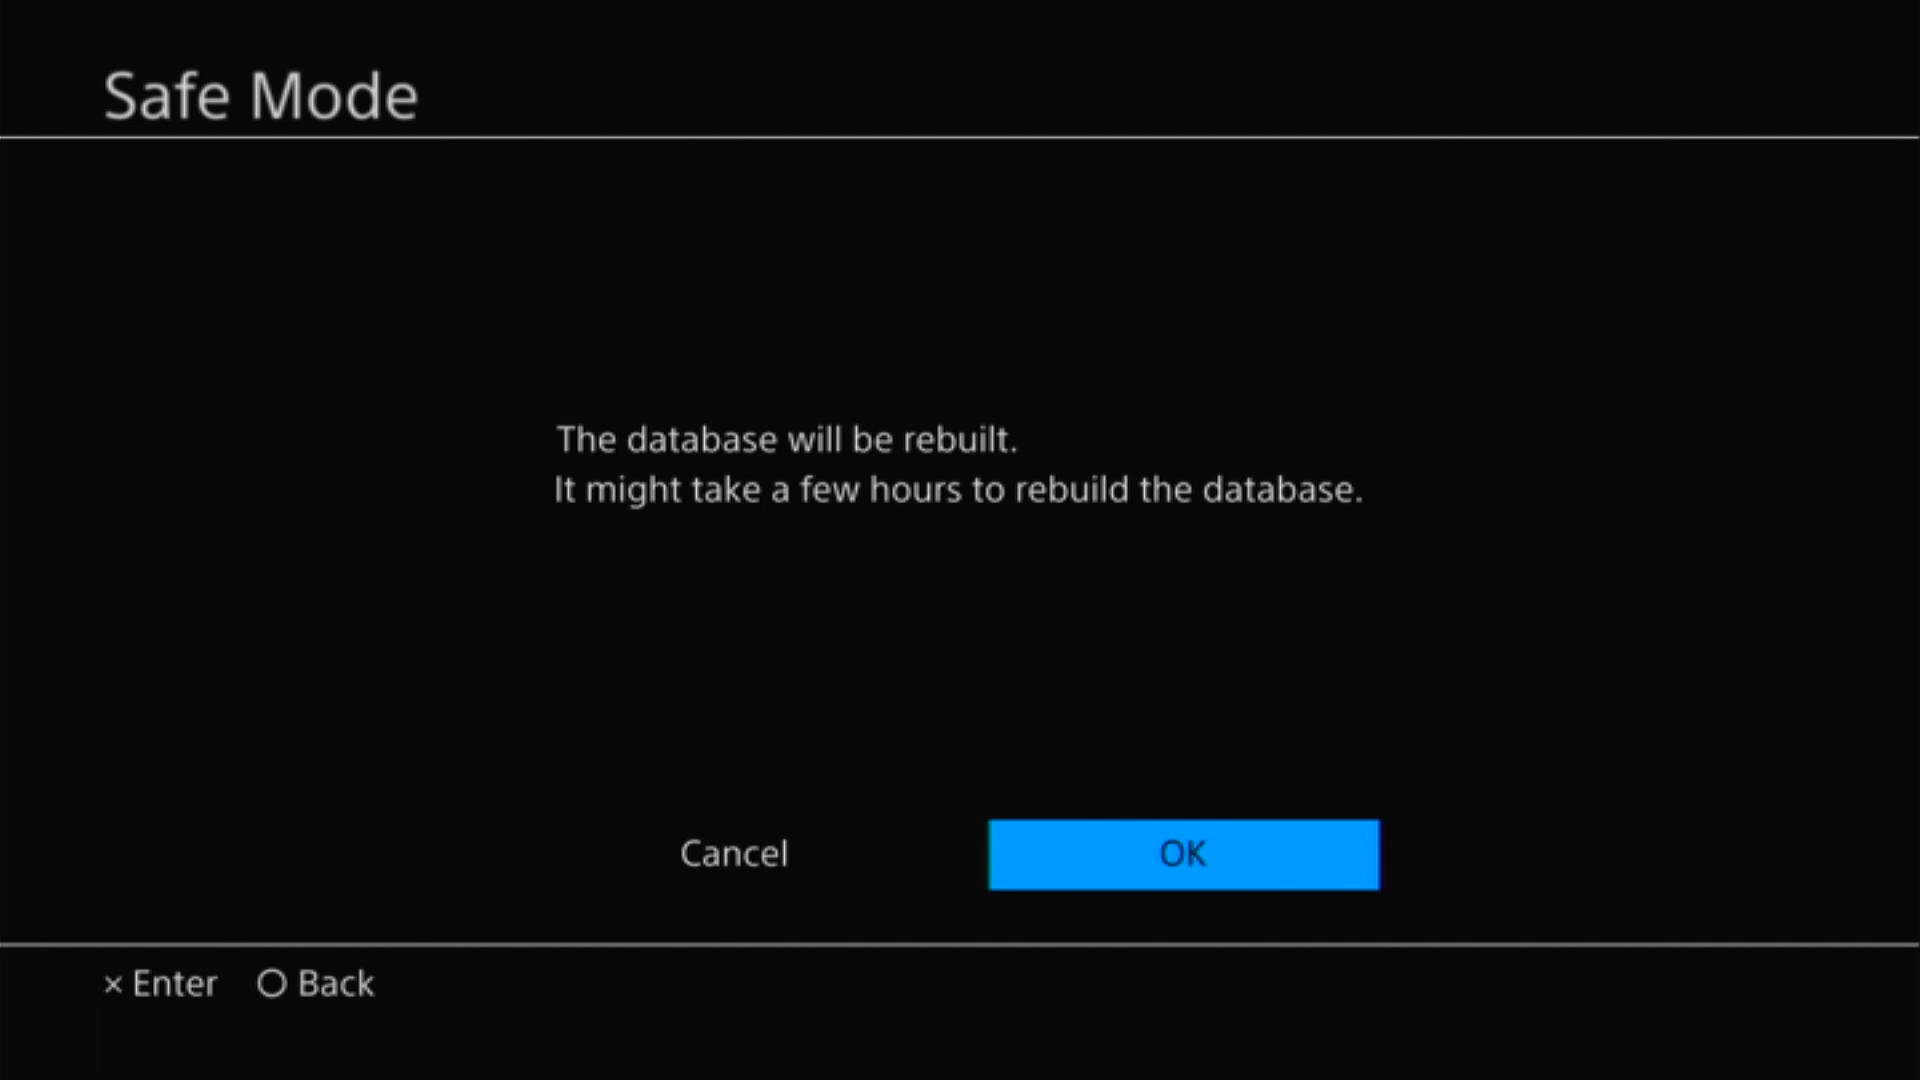 Safe Mode
The database will be rebuilt.
It might take a few hours to rebuild the database.
Cancel OK
× Enter ○ Back